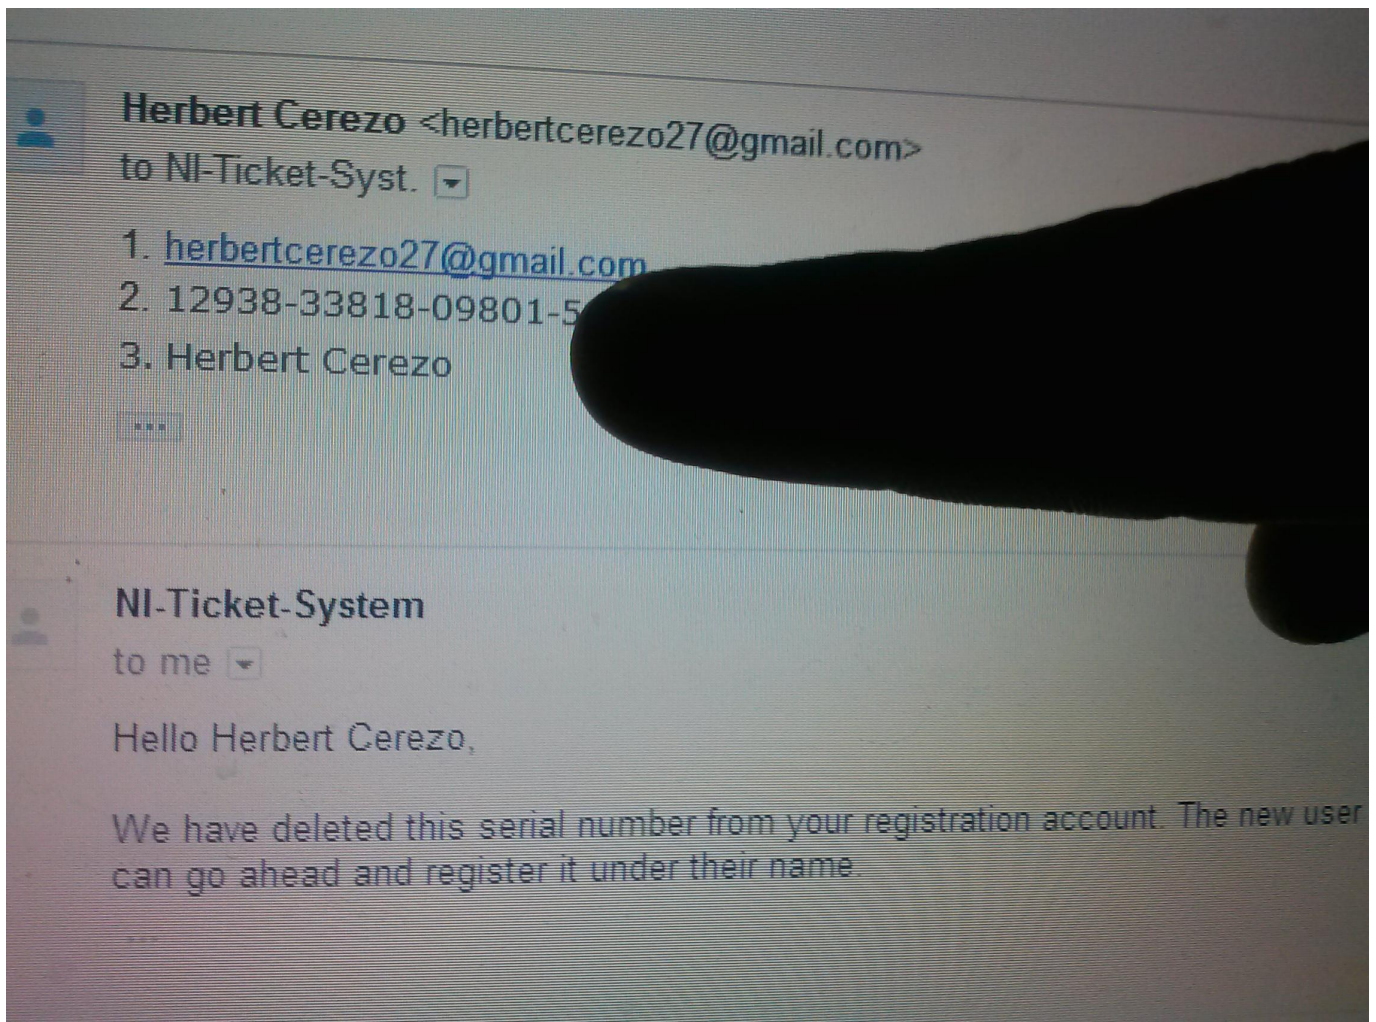 Herbert Cerezo <herbertcerezo27@gmail.com>
to NI-Ticket-Syst.
1. herbertcerezo27@gmail.com
2. 12938-33818-09801-5
3. Herbert Cerezo
NI-Ticket-System
to me
Hello Herbert Cerezo,
We have deleted this serial number from your registration account. The new user
can go ahead and register it under their name.